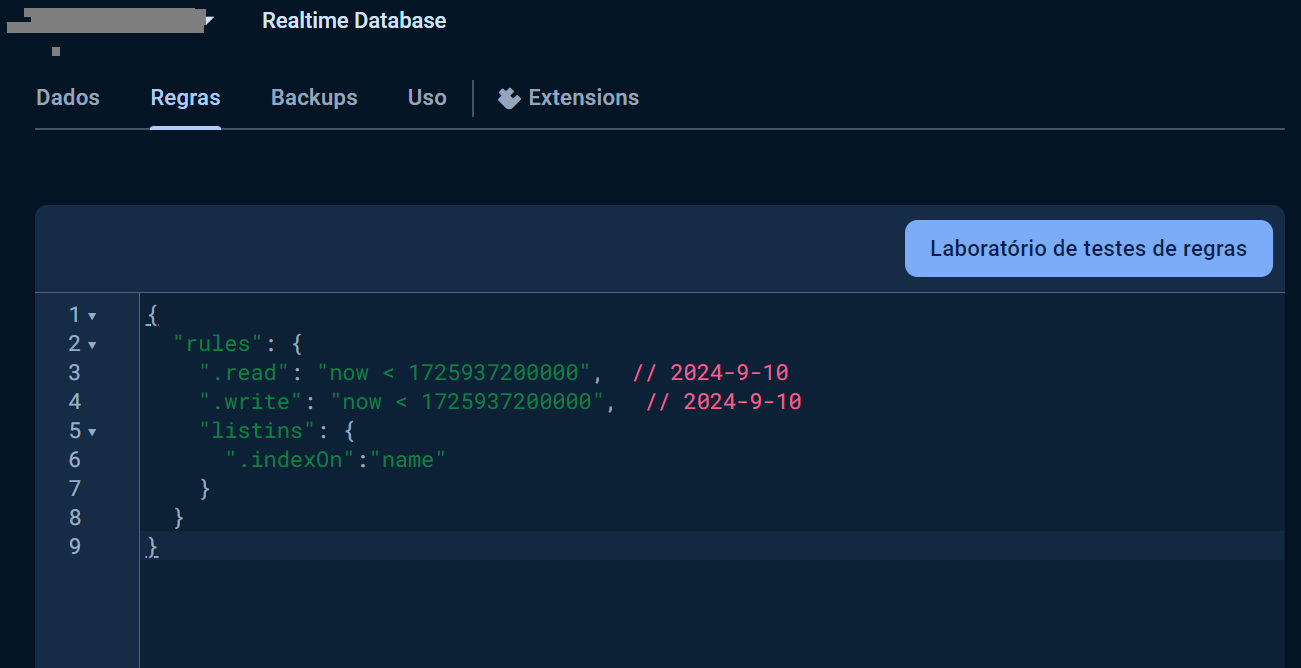 Realtime Database
Dados Regras Backups Uso Extensions
Laboratório de testes de regras
1 {
2 "rules": {
3 ".read": "now < 1725937200000", // 2024-9-10
4 ".write": "now < 1725937200000", // 2024-9-10
5 "listins": {
6 ".indexOn":"name"
7 }
8 }
9 }